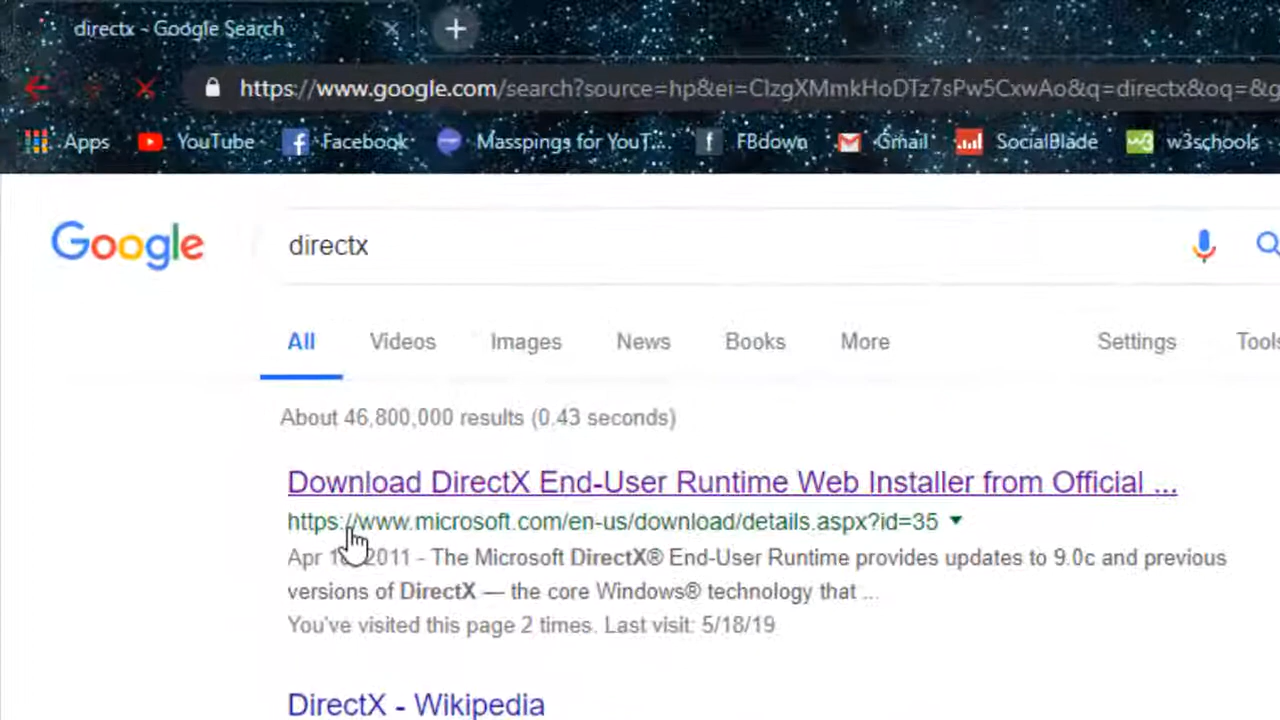 directx - Google Search
https://www.google.com/search?source=hp&ei=CIzgXMmkHoDTz7sPw5CxwAo&q=directx&oq=&g
Apps YouTube Facebook Masspings for YouT... FBdown Gmail SocialBlade w3schools
Google directx
All Videos Images News Books More Settings Tools
About 46,800,000 results (0.43 seconds)
Download DirectX End-User Runtime Web Installer from Official ...
https://www.microsoft.com/en-us/download/details.aspx?id=35
Apr 2011 - The Microsoft DirectX® End-User Runtime provides updates to 9.0c and previous
versions of DirectX — the core Windows® technology that ...
You've visited this page 2 times. Last visit: 5/18/19
DirectX - Wikipedia